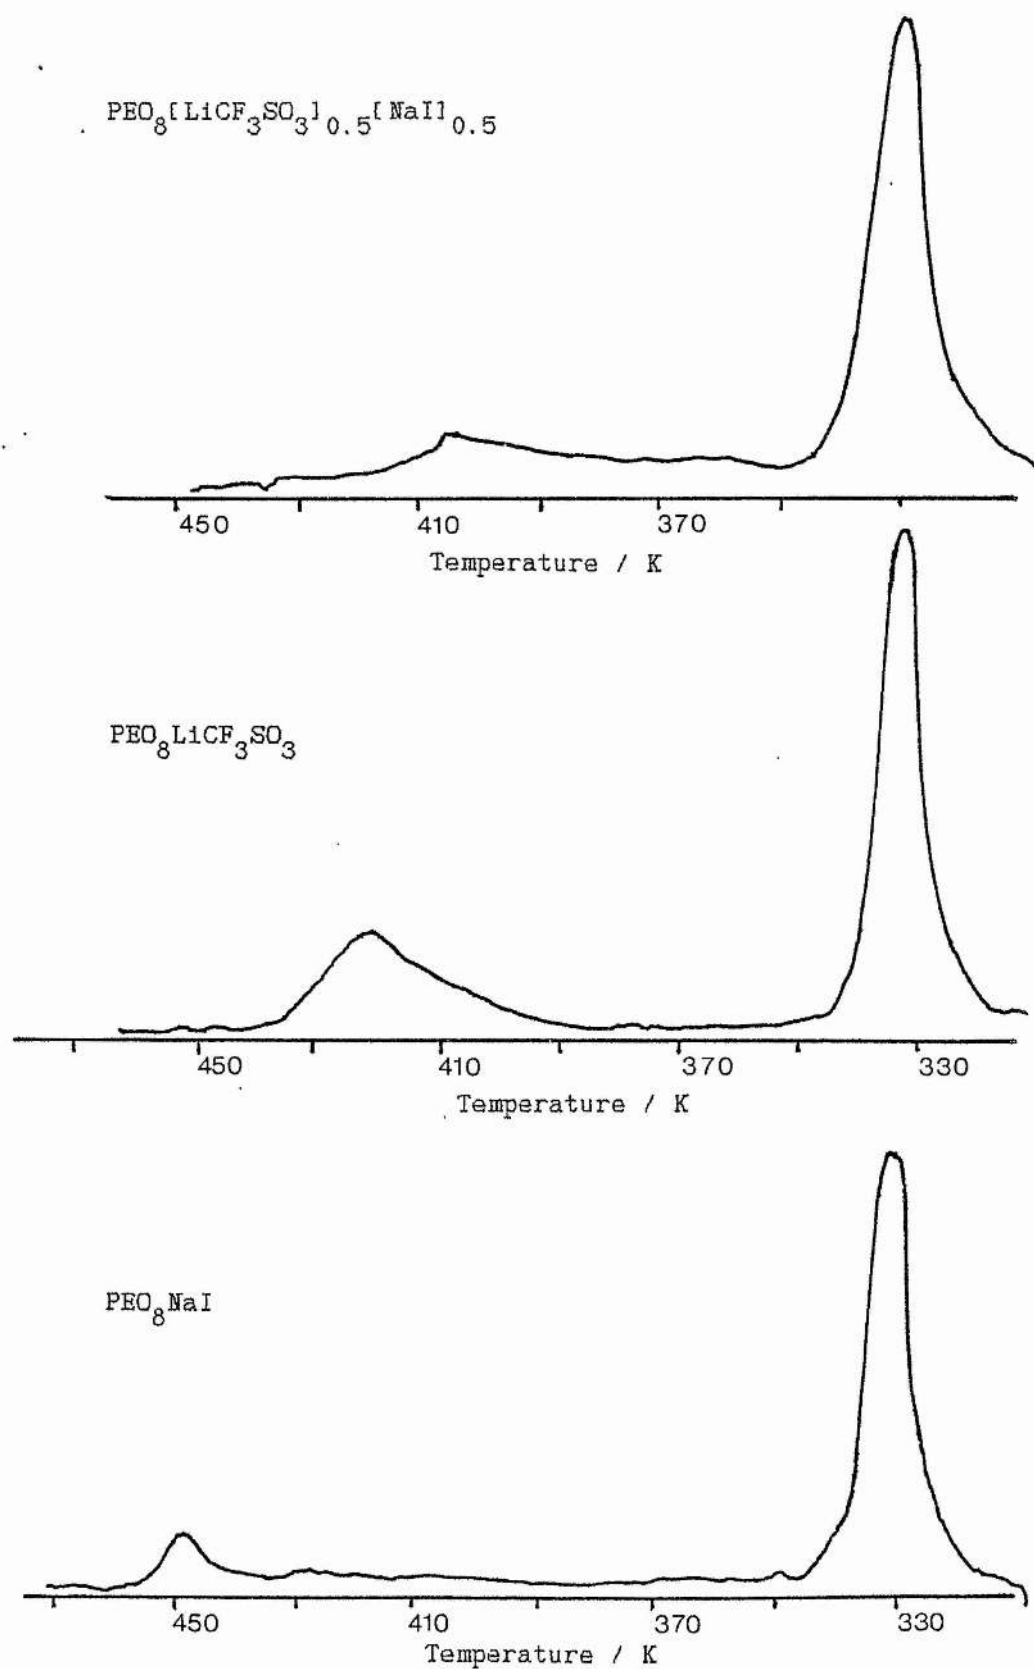 PEO8[LiCF3SO3]0.5[NaI]0.5
450 410 370
Temperature / K
PEO8LiCF3SO3
450 410 370 330
Temperature / K
PEO8NaI
450 410 370 330
Temperature / K